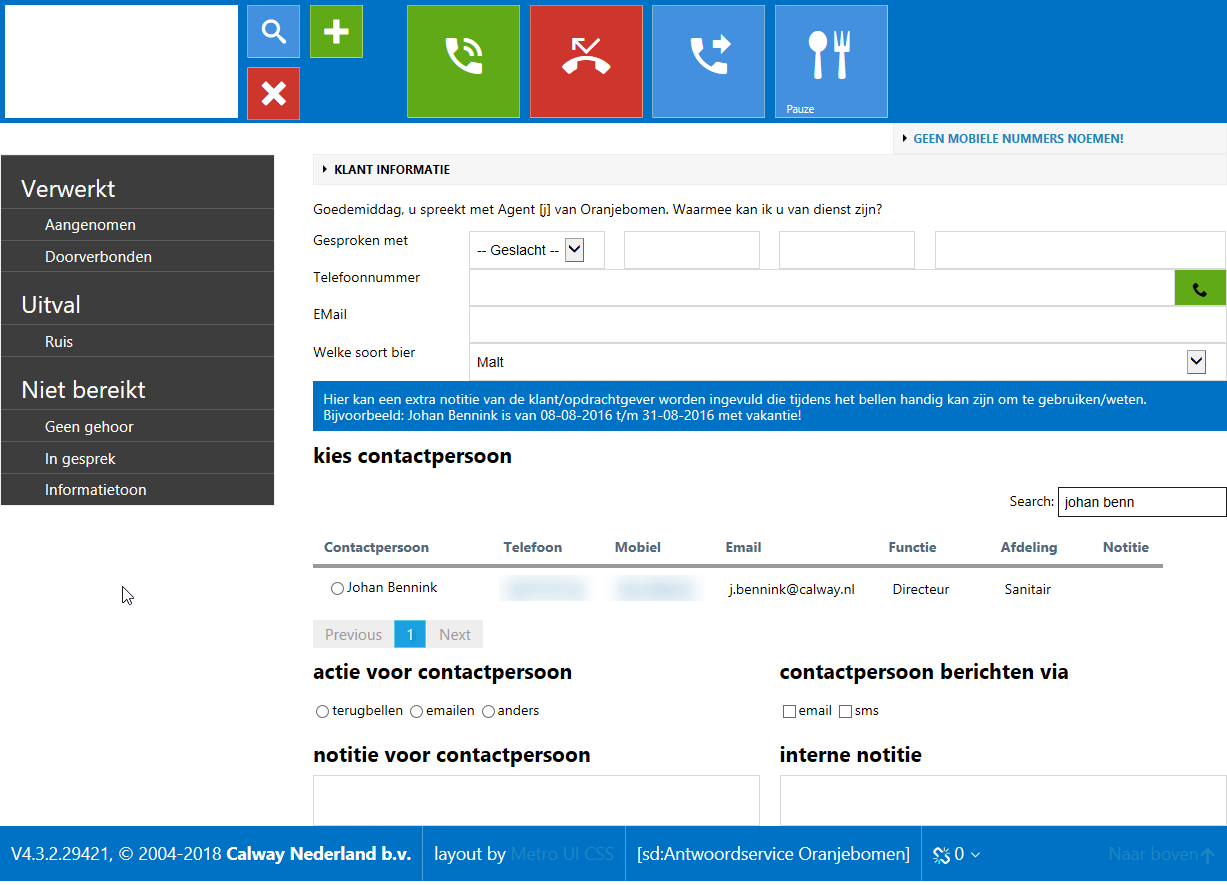 Pauze
GEEN MOBIELE NUMMERS NOEMEN!
KLANT INFORMATIE
Verwerkt
Aangenomen
Doorverbonden
Uitval
Ruis
Niet bereikt
Geen gehoor
In gesprek
Informatietoon
Goedemiddag, u spreekt met Agent [j] van Oranjebomen. Waarmee kan ik u van dienst zijn?
Gesproken met -- Geslacht --
Telefoonnummer
EMail
Welke soort bier Malt
Hier kan een extra notitie van de klant/opdrachtgever worden ingevuld die tijdens het bellen handig kan zijn om te gebruiken/weten.
Bijvoorbeeld: Johan Bennink is van 08-08-2016 t/m 31-08-2016 met vakantie!
kies contactpersoon
Search: johan benn
Contactpersoon Telefoon Mobiel Email Functie Afdeling Notitie
Johan Bennink j.bennink@calway.nl Directeur Sanitair
Previous 1 Next
actie voor contactpersoon
terugbellen emailen anders
contactpersoon berichten via
email sms
notitie voor contactpersoon
interne notitie
V4.3.2.29421, © 2004-2018 Calway Nederland b.v. layout by Metro UI CSS [sd:Antwoordservice Oranjebomen] 0 Naar boven